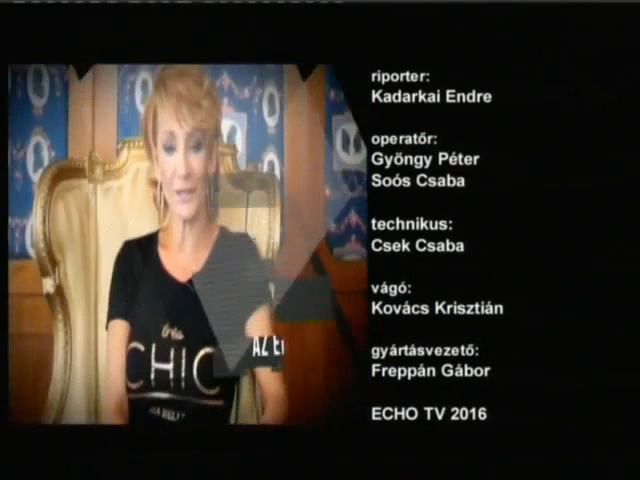 CHIC
AZ E
riporter:
Kadarkai Endre
operatőr:
Gyöngy Péter
Soós Csaba
technikus:
Csek Csaba
vágó:
Kovács Krisztián
gyártásvezető:
Freppán Gábor
ECHO TV 2016